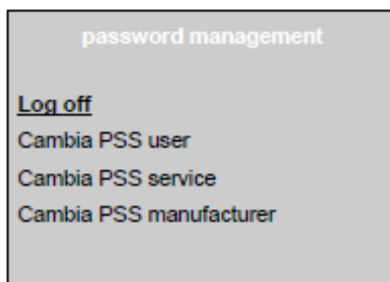 password management
Log off
Cambia PSS user
Cambia PSS service
Cambia PSS manufacturer